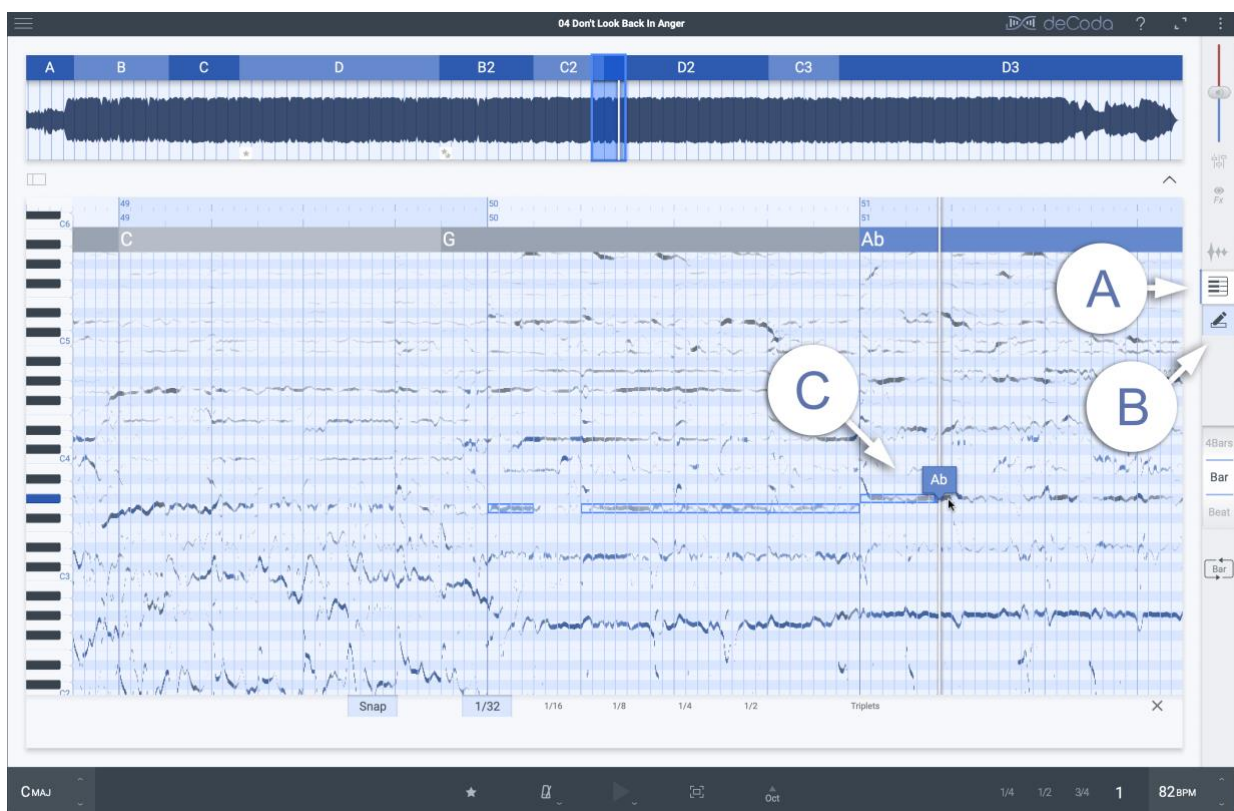 04 Don't Look Back In Anger
deCoda ?
A B C D B2 C2 D2 C3 D3
Fx
49 50 51
49 50 51
C6
C G Ab
A
C5
C
B
4Bars
C4
Bar
Ab
Beat
C3
Bar
C2
Snap 1/32 1/16 1/8 1/4 1/2 Triplets
CMAJ Oct 1/4 1/2 3/4 1 82BPM